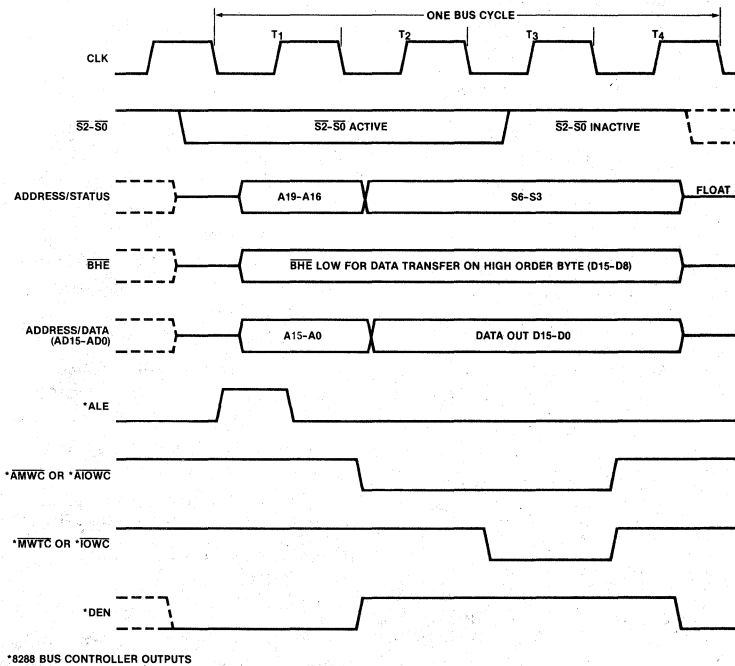 ONE BUS CYCLE
T1 T2 T3 T4
CLK
S2-S0
S2-S0 ACTIVE
S2-S0 INACTIVE
ADDRESS/STATUS
A19-A16
S6-S3
FLOAT
BHE
BHE LOW FOR DATA TRANSFER ON HIGH ORDER BYTE (D15-D8)
ADDRESS/DATA
(AD15-AD0)
A15-A0
DATA OUT D15-D0
*ALE
*AMWC OR *AIOWC
*MWTC OR *IOWC
*DEN
*8288 BUS CONTROLLER OUTPUTS